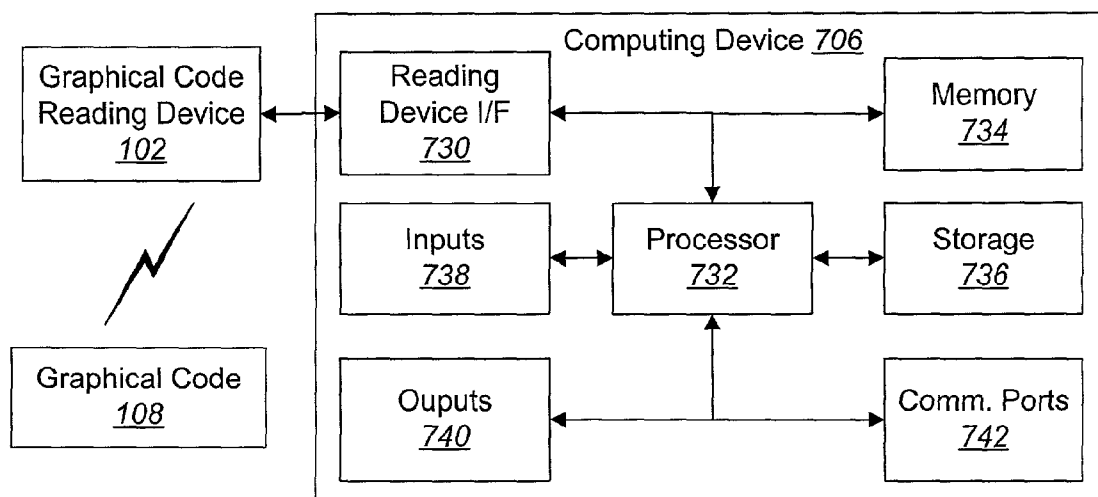 Computing Device 706
Graphical Code
Reading Device
102
Reading
Device I/F
730
Memory
734
Inputs
738
Processor
732
Storage
736
Graphical Code
108
Ouputs
740
Comm. Ports
742